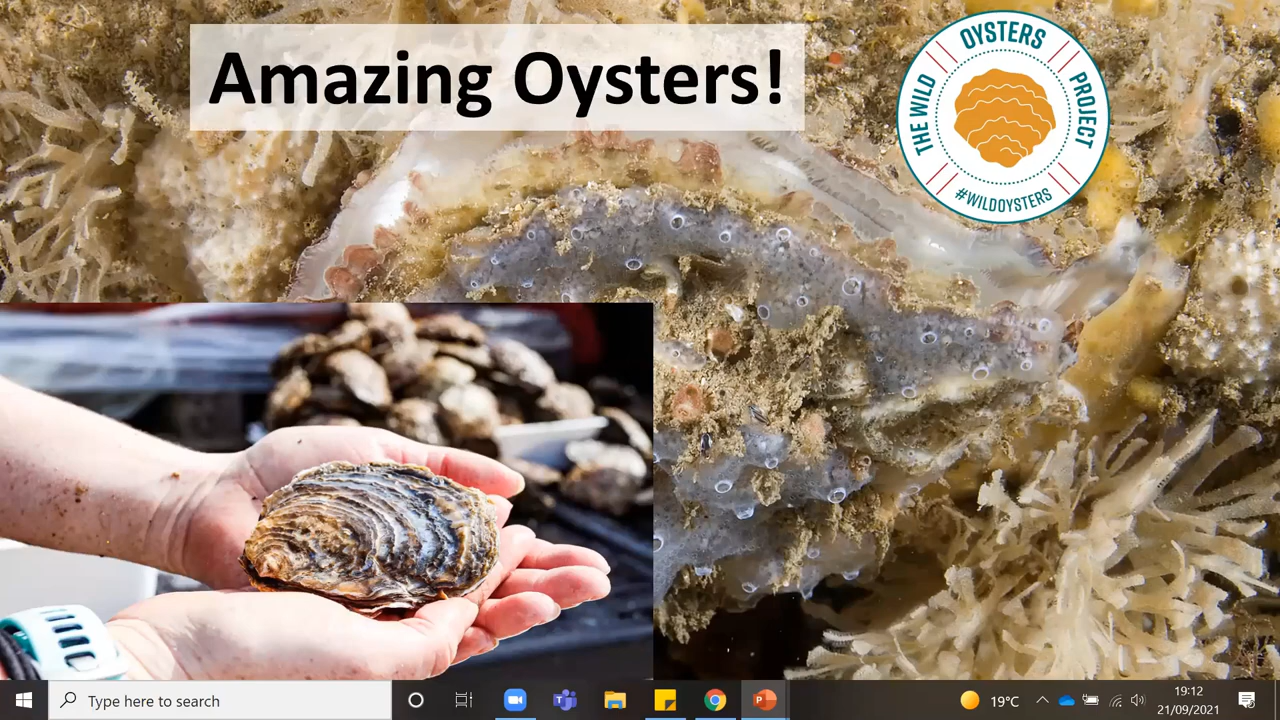 Amazing Oysters!
OYSTERS
THE WILD
PROJECT
#WILDOYSTERS
Type here to search
19°C
19:12
21/09/2021